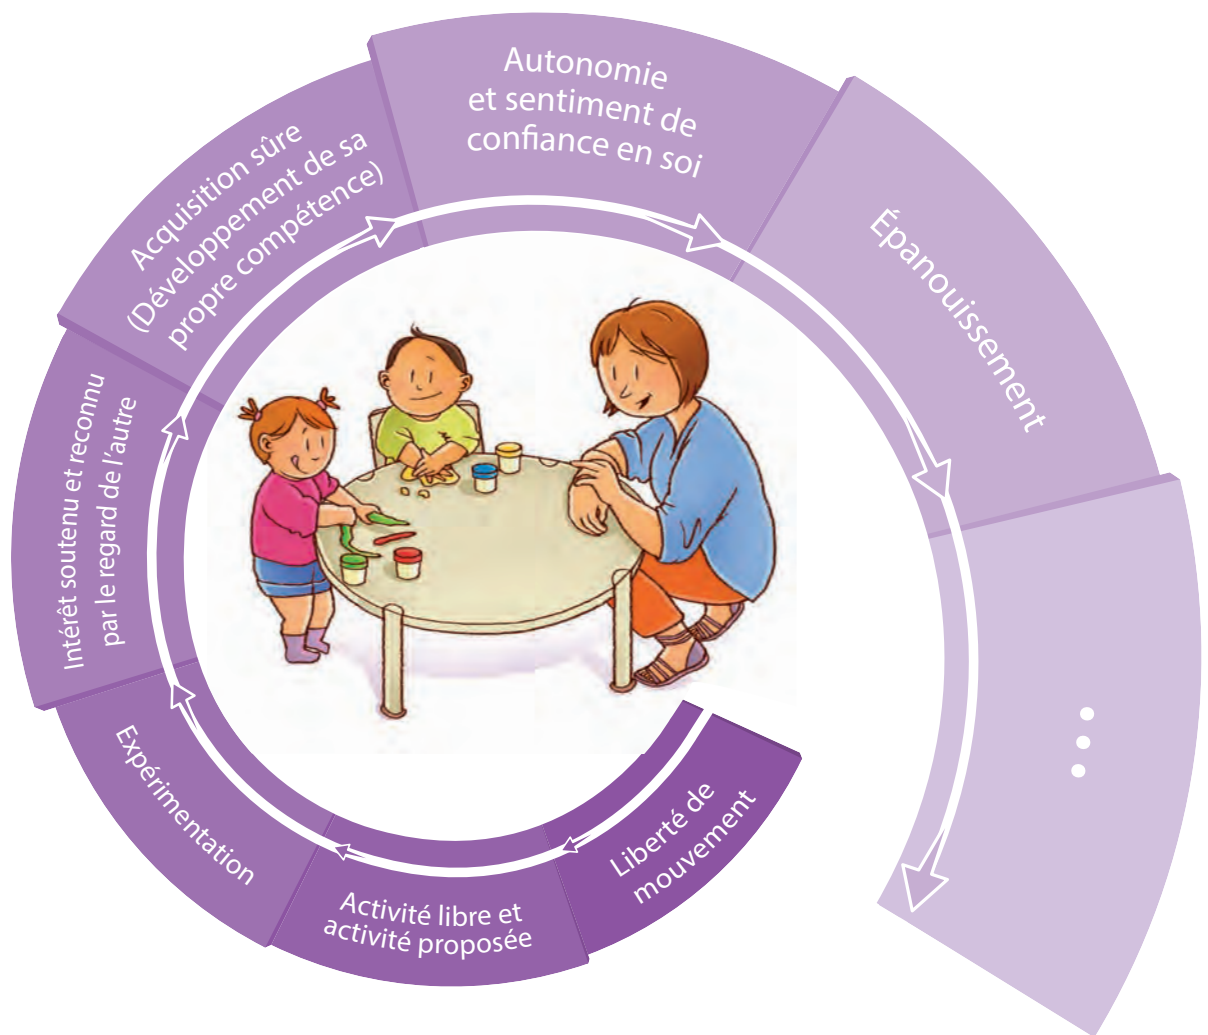 Liberté de
mouvement
Activité libre et
activité proposée
Expérimentation
Intérêt soutenu et reconnu
par le regard de l'autre
Acquisition sûre
(Développement de sa
propre compétence)
Autonomie
et sentiment de
confiance en soi
Épanouissement
...